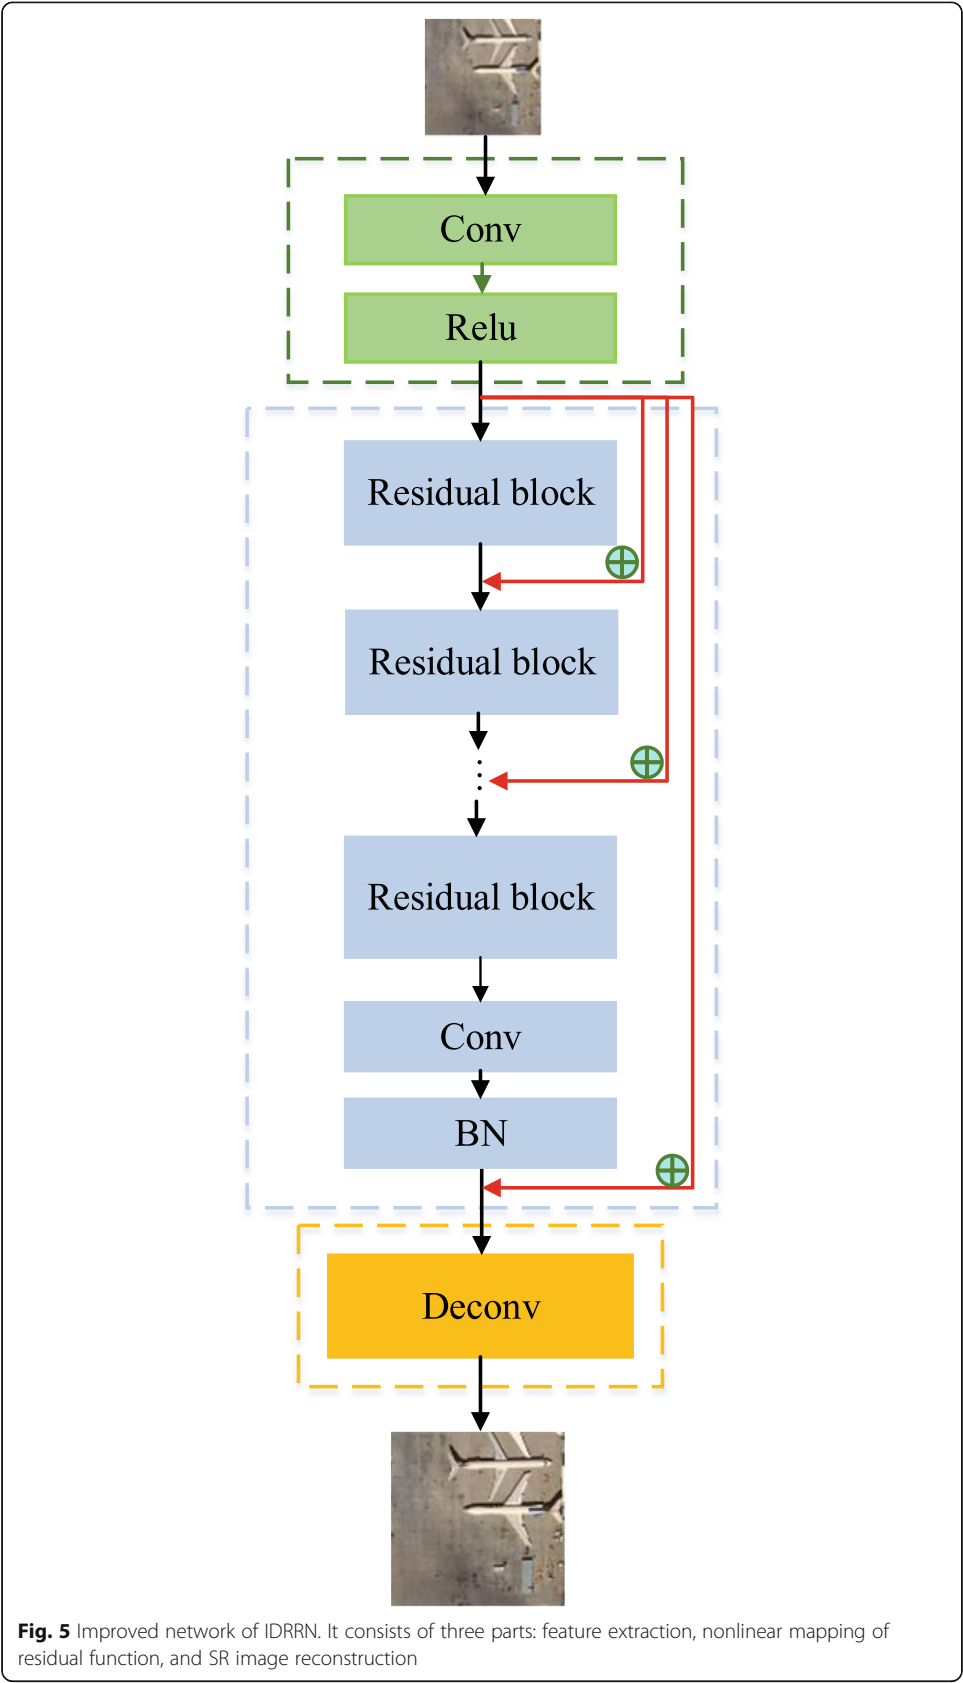 Conv
Relu
Residual block
Residual block
Residual block
Conv
BN
Deconv
Fig. 5 Improved network of IDRRN. It consists of three parts: feature extraction, nonlinear mapping of
residual function, and SR image reconstruction